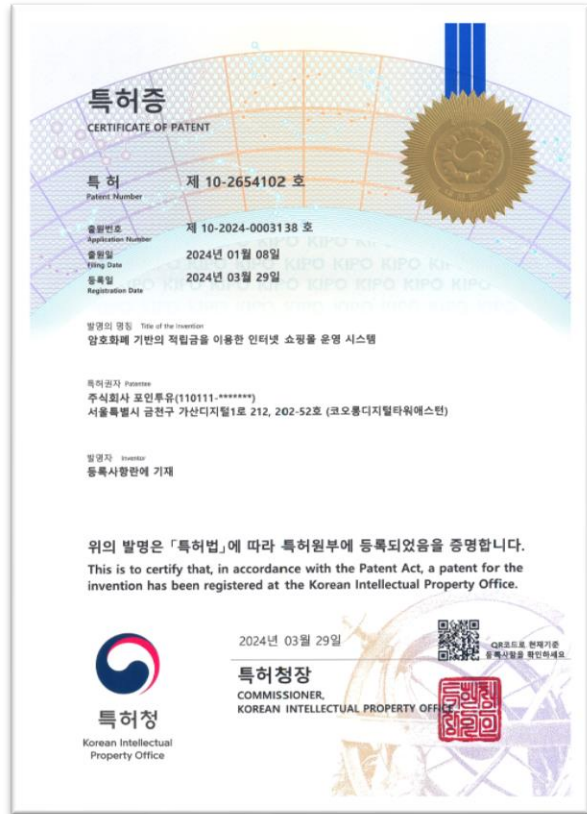 특허증
CERTIFICATE OF PATENT
특 허 제 10-2654102 호
Patent Number
출원번호 제 10-2024-0003138 호
Application Number
출원일 2024년 01월 08일
Filing Date
등록일 2024년 03월 29일
Registration Date
발명의 명칭 Title of the Invention
암호화폐 기반의 적립금을 이용한 인터넷 쇼핑몰 운영 시스템
특허권자 Patentee
주식회사 포인투유(110111-*******)
서울특별시 금천구 가산디지털1로 212, 202-52호 (코오롱디지털타워애스턴)
발명자 Inventor
등록사항란에 기재
위의 발명은 「특허법」에 따라 특허원부에 등록되었음을 증명합니다.
This is to certify that, in accordance with the Patent Act, a patent for the
invention has been registered at the Korean Intellectual Property Office.
2024년 03월 29일
QR코드로 현재기준
등록사항을 확인하세요
특허청장
COMMISSIONER,
KOREAN INTELLECTUAL PROPERTY OFFICE
특허청
Korean Intellectual
Property Office